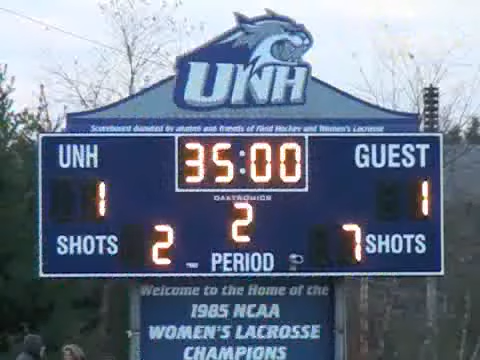 UNH
Scoreboard donated by alumni and friends of Field Hockey and Women's Lacrosse
UNH 35:00 GUEST
1 1
DAKTRONICS
SHOTS 2 2 7 SHOTS
PERIOD
Welcome to the Home of the
1985 NCAA
WOMEN'S LACROSSE
CHAMPIONS